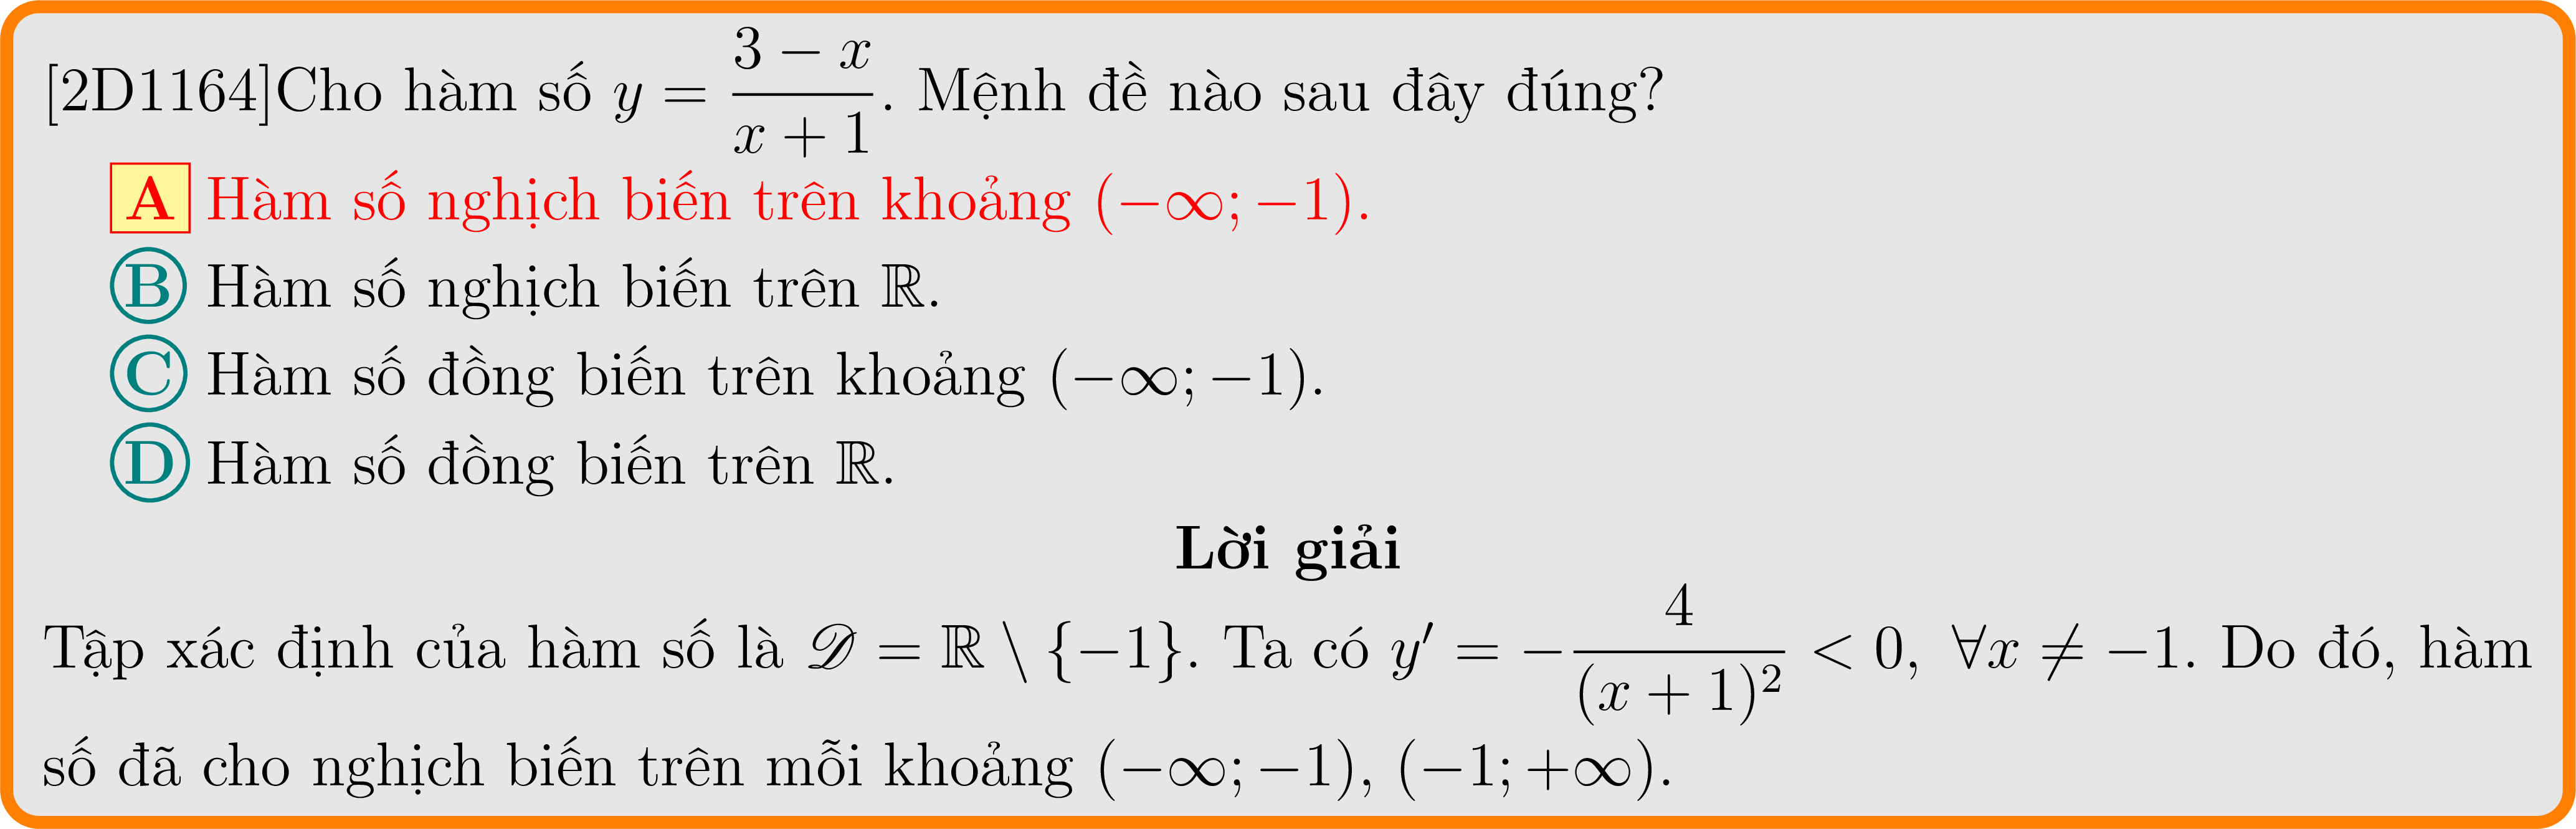 [2D1164]Cho hàm số $y = \dfrac{3-x}{x+1}$. Mệnh đề nào sau đây đúng?
A Hàm số nghịch biến trên khoảng $(-\infty; -1)$.
B Hàm số nghịch biến trên $\mathbb{R}$.
C Hàm số đồng biến trên khoảng $(-\infty; -1)$.
D Hàm số đồng biến trên $\mathbb{R}$.
Lời giải
Tập xác định của hàm số là $\mathscr{D} = \mathbb{R} \setminus \{-1\}$. Ta có $y' = -\dfrac{4}{(x+1)^2} < 0, \ \forall x \neq -1$. Do đó, hàm
số đã cho nghịch biến trên mỗi khoảng $(-\infty; -1)$, $(-1; +\infty)$.